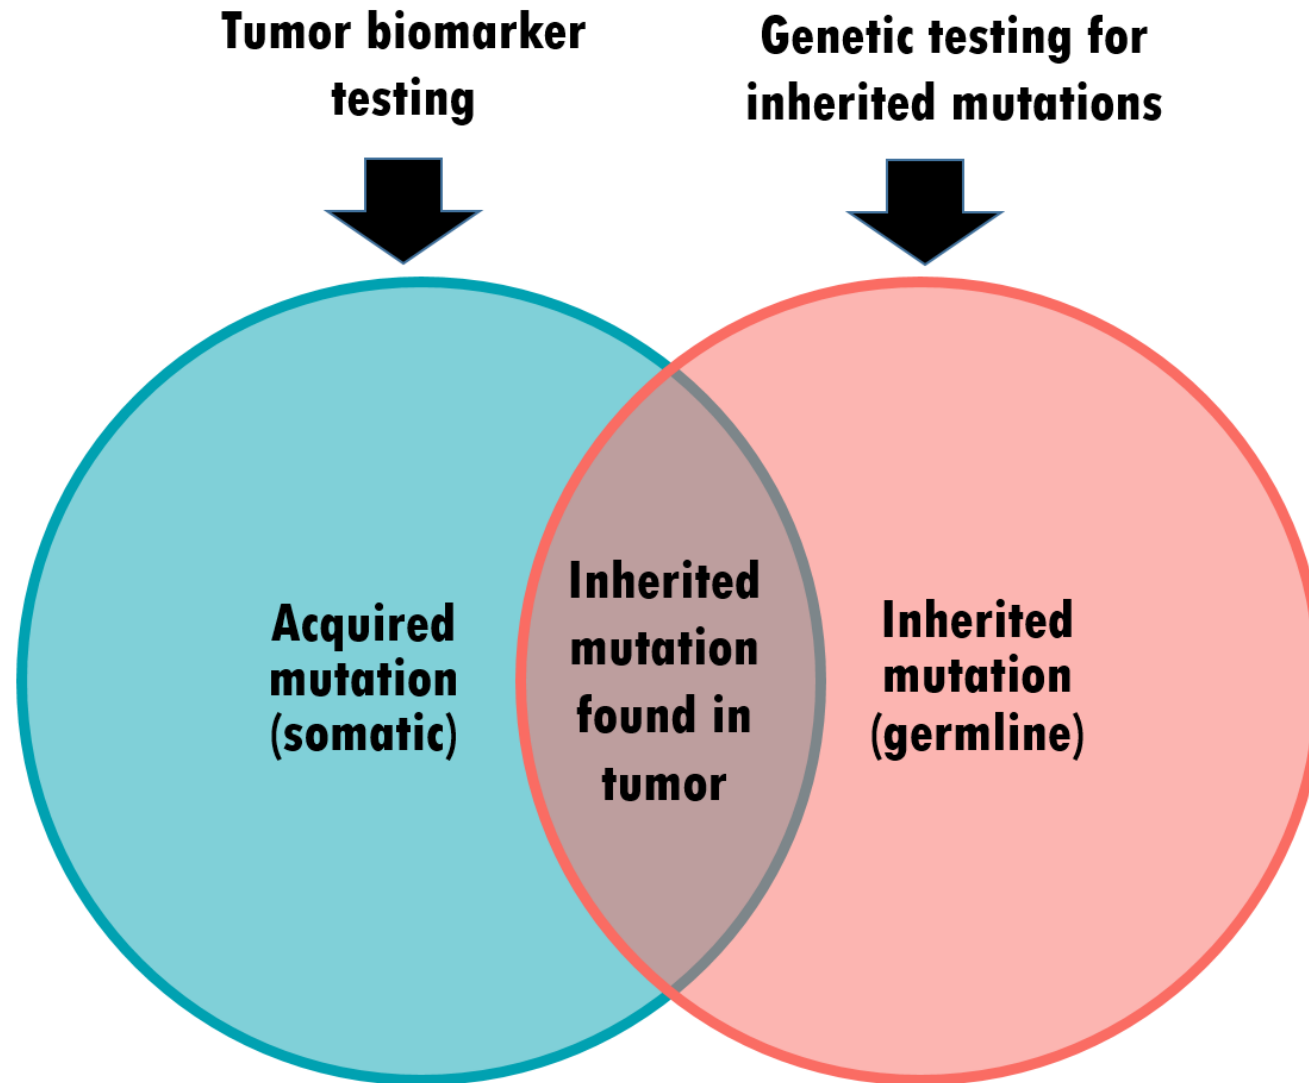 Tumor biomarker
testing
Genetic testing for
inherited mutations
Acquired
mutation
(somatic)
Inherited
mutation
found in
tumor
Inherited
mutation
(germline)